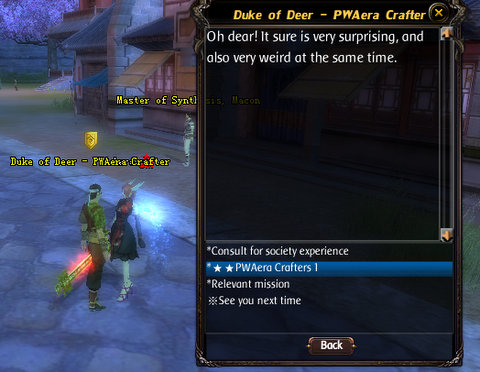 Duke of Deer - PWAera Crafter
Oh dear! It sure is very surprising, and
also very weird at the same time.
Master of Synthesis, Macon
Duke of Deer - PWAera Crafter
*Consult for society experience
*★★PWAera Crafters 1
*Relevant mission
※See you next time
Back